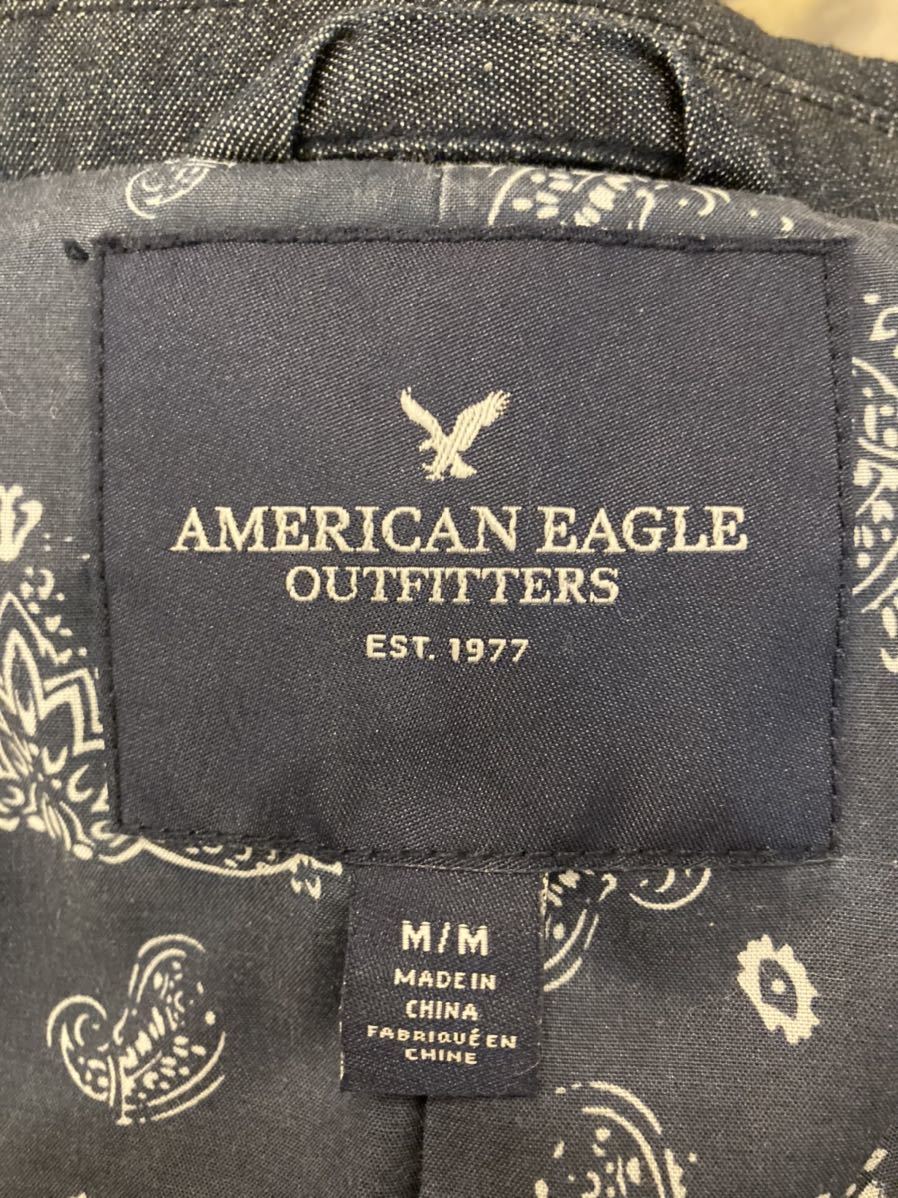 AMERICAN EAGLE
OUTFITTERS
EST. 1977
M/M
MADE IN
CHINA
FABRIQUÉ EN
CHINE